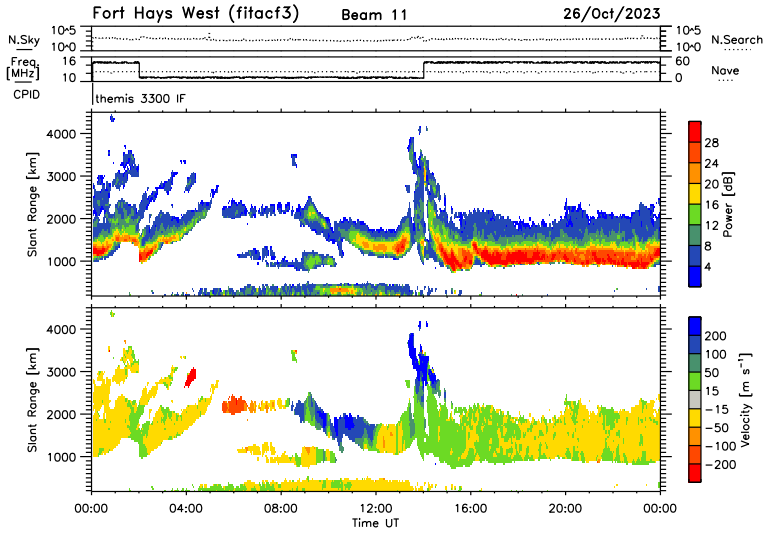 Fort Hays West (fitacf3) Beam 11 26/Oct/2023
N.Sky 10^5 10^0 10^5 10^0 N.Search
Freq. [MHz] 16 10 60 0 Nave
CPID themis 3300 IF
Slant Range [km] 4000 3000 2000 1000
28 24 20 16 12 8 4 Power [dB]
Slant Range [km] 4000 3000 2000 1000
200 100 50 15 -15 -50 -100 -200 Velocity [m s⁻¹]
00:00 04:00 08:00 12:00 16:00 20:00 00:00
Time UT